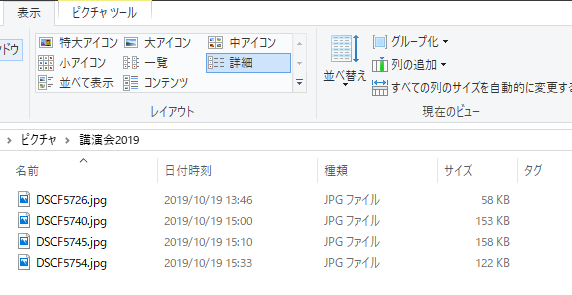 表示 ピクチャ ツール
ンドウ 特大アイコン 大アイコン 中アイコン
小アイコン 一覧 詳細
並べて表示 コンテンツ
並べ替え グループ化
列の追加
すべての列のサイズを自動的に変更する
レイアウト 現在のビュー
ピクチャ 講演会2019
名前 日付時刻 種類 サイズ タグ
DSCF5726.jpg 2019/10/19 13:46 JPG ファイル 58 KB
DSCF5740.jpg 2019/10/19 15:00 JPG ファイル 153 KB
DSCF5745.jpg 2019/10/19 15:10 JPG ファイル 158 KB
DSCF5754.jpg 2019/10/19 15:33 JPG ファイル 122 KB